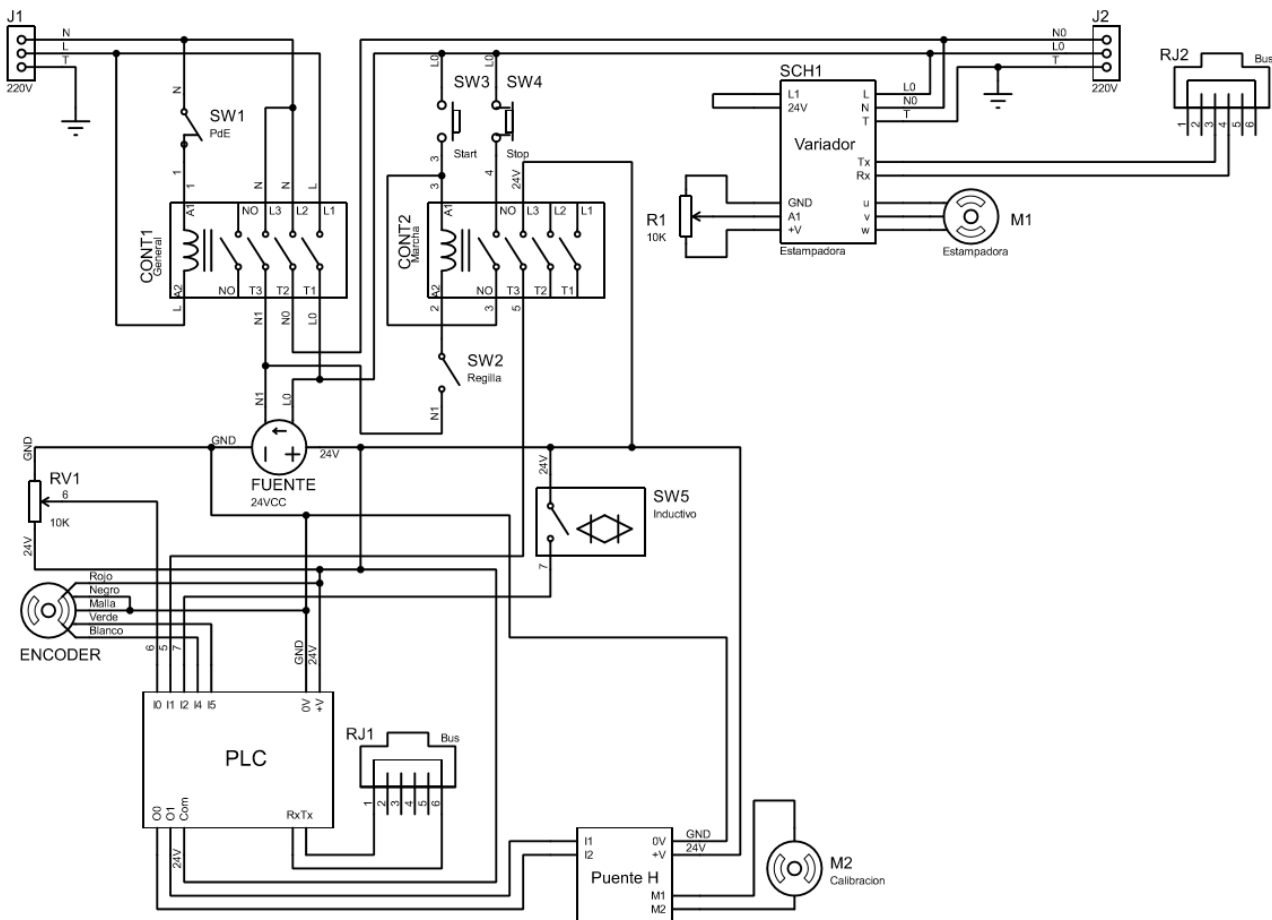 J1
N
L
T
220V
N
SW1
PdE
1
1
N
N
L
A1
NO
L3
L2
L1
CONT1
General
A2
NO
T3
T2
T1
L
N1
N0
L0
L0
SW3
L0
SW4
Start
Stop
3
4
24V
3
A1
NO
L3
L2
L1
CONT2
Marcha
A2
NO
T3
T2
T1
2
3
5
SW2
Regilla
N1
N0
L0
T
J2
220V
SCH1
L1
24V
L
N
T
L0
N0
T
Variador
Tx
Rx
GND
A1
+V
u
v
w
Estampadora
R1
10K
M1
Estampadora
RJ2
Bus
1
2
3
4
5
6
N1
L0
GND
24V
FUENTE
24VCC
GND
RV1
6
10K
24V
24V
SW5
Inductivo
7
Rojo
Negro
Malla
Verde
Blanco
ENCODER
6
5
7
GND
24V
I0
I1
I2
I4
I5
0V
+V
PLC
O0
O1
Com
RxTx
24V
RJ1
Bus
1
2
3
4
5
6
I1
I2
0V
+V
GND
24V
Puente H
M1
M2
M2
Calibracion